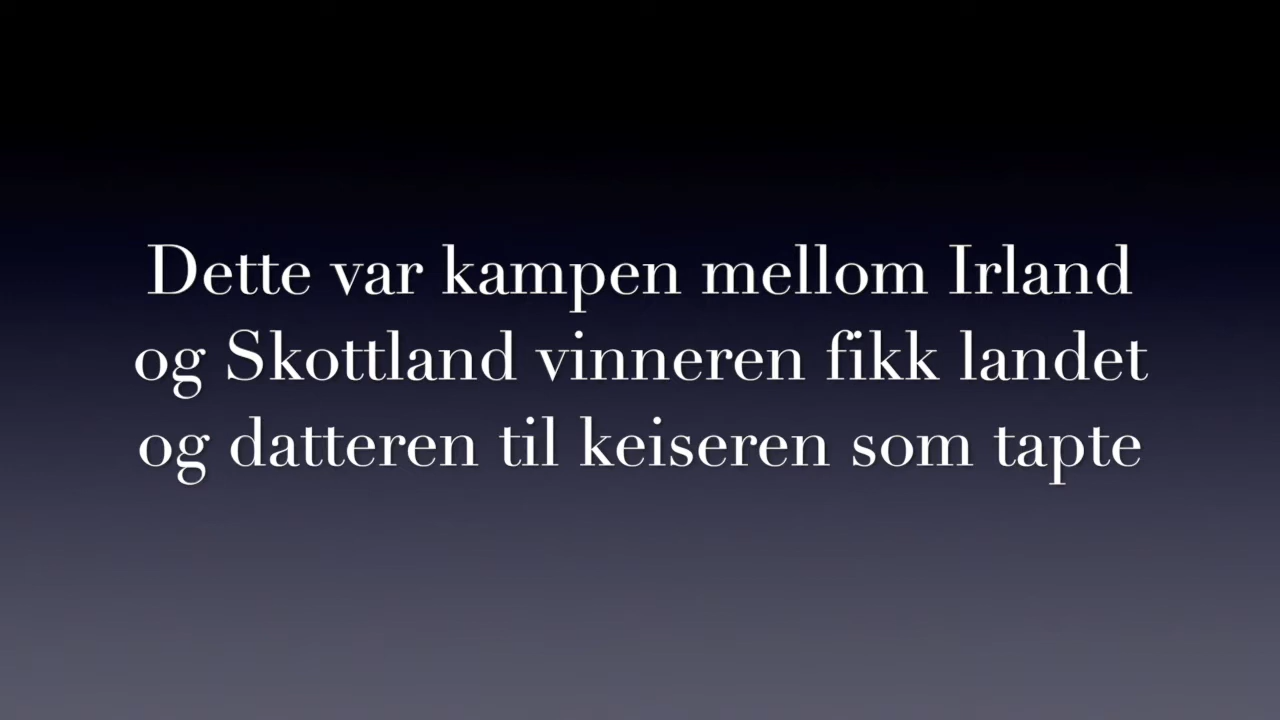 Dette var kampen mellom Irland
og Skottland vinneren fikk landet
og datteren til keiseren som tapte